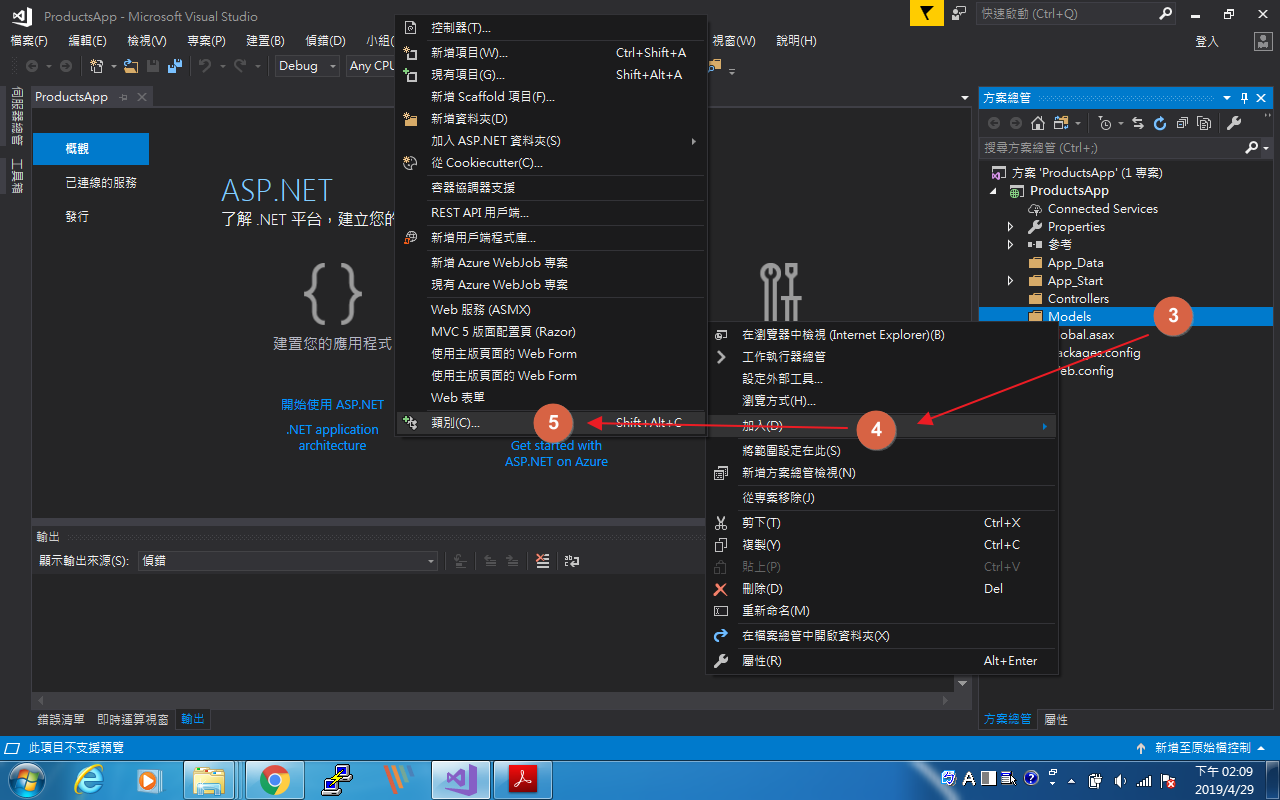 ProductsApp - Microsoft Visual Studio
快速啟動 (Ctrl+Q)
檔案(F) 編輯(E) 檢視(V) 專案(P) 建置(B) 偵錯(D) 小組( 視窗(W) 說明(H) 登入
Debug Any CPU
伺服器總管
工具箱
ProductsApp
概觀
已連線的服務
發行
ASP.NET
了解 .NET 平台，建立您的
建置您的應用程式
開始使用 ASP.NET
.NET application
architecture
Get started with
ASP.NET on Azure
控制器(T)...
新增項目(W)... Ctrl+Shift+A
現有項目(G)... Shift+Alt+A
新增 Scaffold 項目(F)...
新增資料夾(D)
加入 ASP.NET 資料夾(S)
從 Cookiecutter(C)...
容器協調器支援
REST API 用戶端...
新增用戶端程式庫...
新增 Azure WebJob 專案
現有 Azure WebJob 專案
Web 服務 (ASMX)
MVC 5 版面配置頁 (Razor)
使用主版頁面的 Web Form
使用主版頁面的 Web Form
Web 表單
類別(C)... 5 Shift+Alt+C
在瀏覽器中檢視 (Internet Explorer)(B)
工作執行器總管
設定外部工具...
瀏覽方式(H)...
加入(D) 4
將範圍設定在此(S)
新增方案總管檢視(N)
從專案移除(J)
剪下(T) Ctrl+X
複製(Y) Ctrl+C
貼上(P) Ctrl+V
刪除(D) Del
重新命名(M)
在檔案總管中開啟資料夾(X)
屬性(R) Alt+Enter
方案總管
搜尋方案總管 (Ctrl+;)
方案 'ProductsApp' (1 專案)
ProductsApp
Connected Services
Properties
參考
App_Data
App_Start
Controllers
Models 3
lobal.asax
ackages.config
eb.config
輸出
顯示輸出來源(S): 偵錯
錯誤清單 即時運算視窗 輸出
方案總管 屬性
此項目不支援預覽
新增至原始檔控制
下午 02:09
2019/4/29